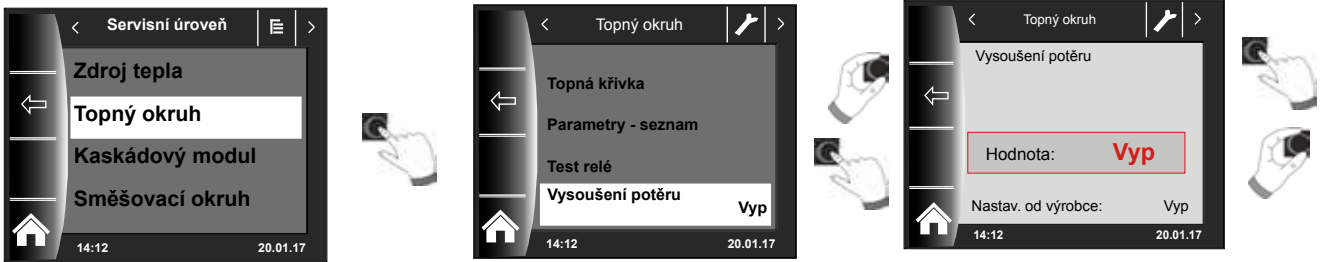 Servisní úroveň
Zdroj tepla
Topný okruh
Kaskádový modul
Směšovací okruh
14:12 20.01.17
Topný okruh
Topná křivka
Parametry - seznam
Test relé
Vysoušení potěru
Vyp
14:12 20.01.17
Topný okruh
Vysoušení potěru
Hodnota: Vyp
Nastav. od výrobce: Vyp
14:12 20.01.17